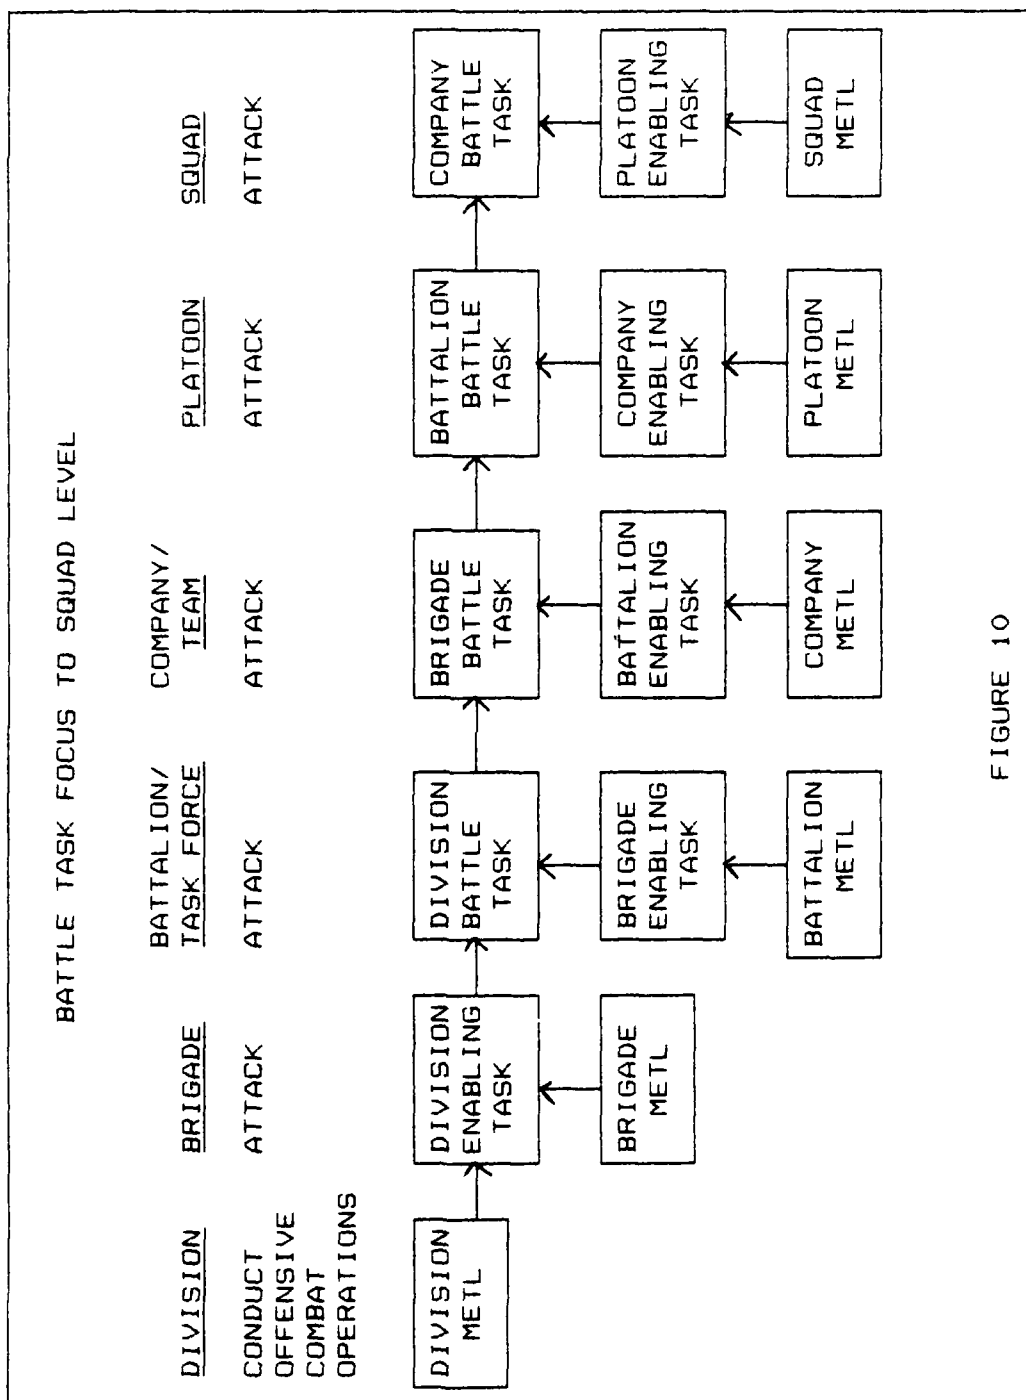 BATTLE TASK FOCUS TO SQUAD LEVEL
DIVISION
CONDUCT
OFFENSIVE
COMBAT
OPERATIONS
BRIGADE
ATTACK
BATTALION/
TASK FORCE
ATTACK
COMPANY/
TEAM
ATTACK
PLATOON
ATTACK
SQUAD
ATTACK
DIVISION
METL
DIVISION
ENABLING
TASK
DIVISION
BATTLE
TASK
BRIGADE
BATTLE
TASK
BATTALION
BATTLE
TASK
COMPANY
BATTLE
TASK
BRIGADE
METL
BRIGADE
ENABLING
TASK
BATTALION
ENABLING
TASK
COMPANY
ENABLING
TASK
PLATOON
ENABLING
TASK
BATTALION
METL
COMPANY
METL
PLATOON
METL
SQUAD
METL
FIGURE 10